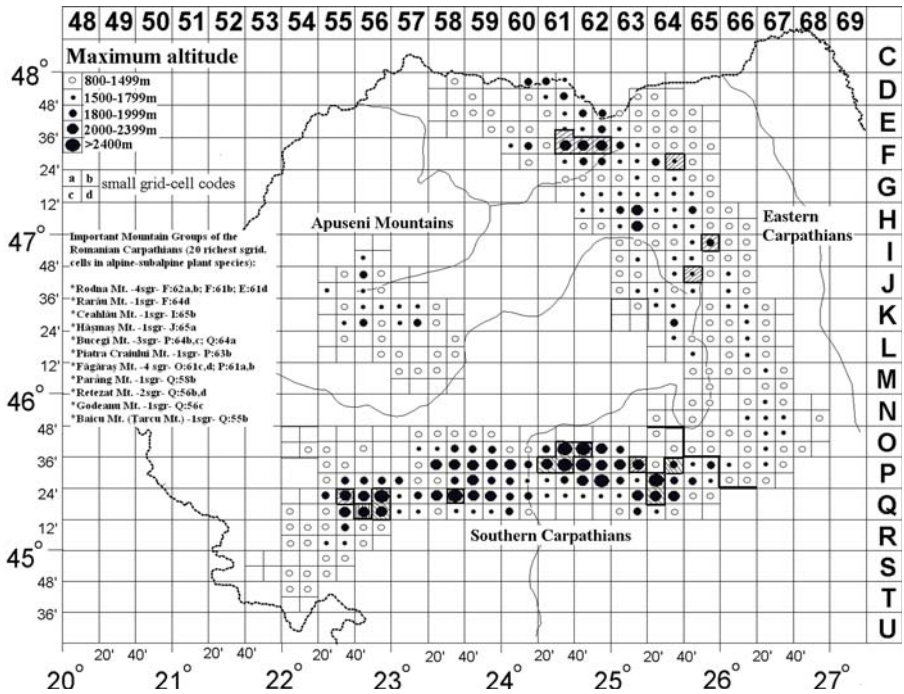 48 49 50 51 52 53 54 55 56 57 58 59 60 61 62 63 64 65 66 67 68 69
Maximum altitude
800-1499m
1500-1799m
1800-1999m
2000-2399m
>2400m
a b
c d
small grid-cell codes
Important Mountain Groups of the
Romanian Carpathians (20 richest sgrid.
cells in alpine-subalpine plant species):
*Rodna Mt. -4sgr- F:62a,b; F:61b; E:61d
*Rarău Mt. -1sgr- F:64d
*Ceahlău Mt. -1sgr- I:65b
*Hășmaș Mt. -1sgr- J:65a
*Bucegi Mt. -3sgr- P:64b,c; Q:64a
*Piatra Craiului Mt. -1sgr- P:63b
*Făgăraș Mt. -4 sgr- O:61c,d; P:61a,b
*Parâng Mt. -1sgr- Q:58b
*Retezat Mt. -2sgr- Q:56b,d
*Godeanu Mt. -1sgr- Q:56c
*Baicu Mt. (Țarcu Mt.) -1sgr- Q:55b
Apuseni Mountains
Eastern
Carpathians
Southern Carpathians
C
D
E
F
G
H
I
J
K
L
M
N
O
P
Q
R
S
T
U
48°
48'
36'
24'
12'
47°
48'
36'
24'
12'
46°
48'
36'
24'
12'
45°
48'
36'
20' 40' 20' 40' 20' 40' 20' 40' 20' 40' 20' 40' 20' 40'
20° 21° 22° 23° 24° 25° 26° 27°